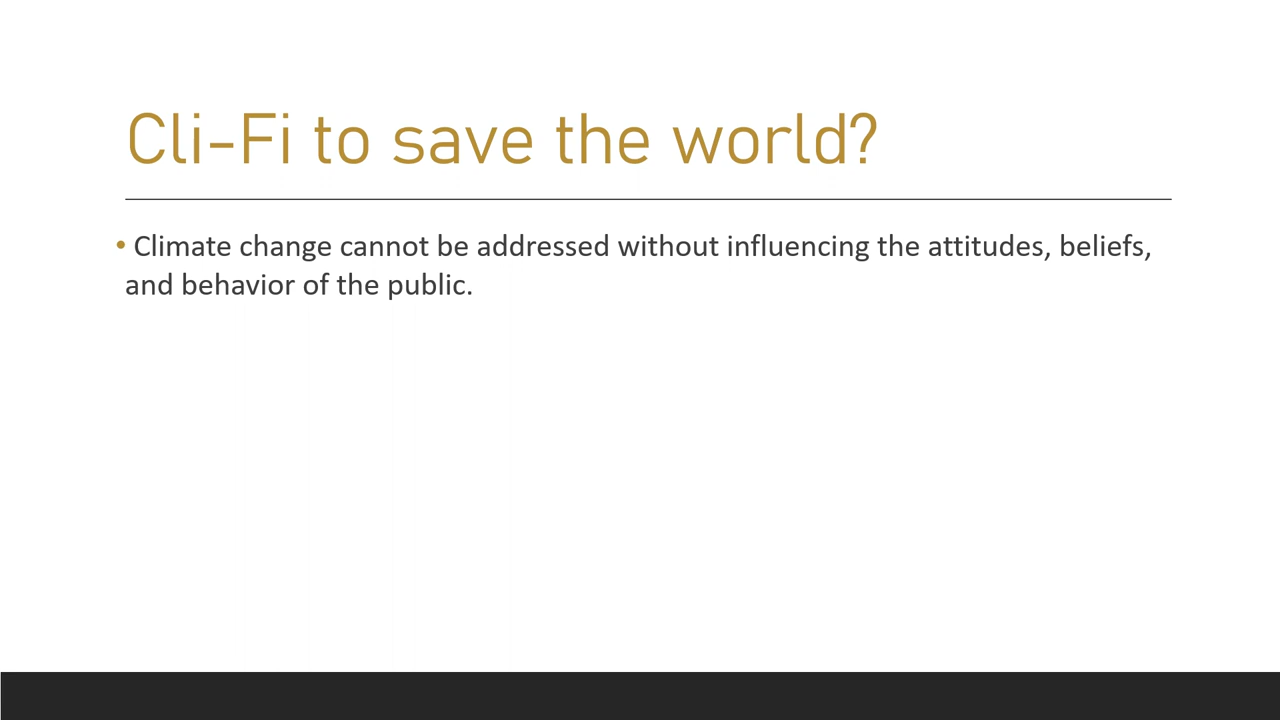 Cli-Fi to save the world?
• Climate change cannot be addressed without influencing the attitudes, beliefs,
and behavior of the public.